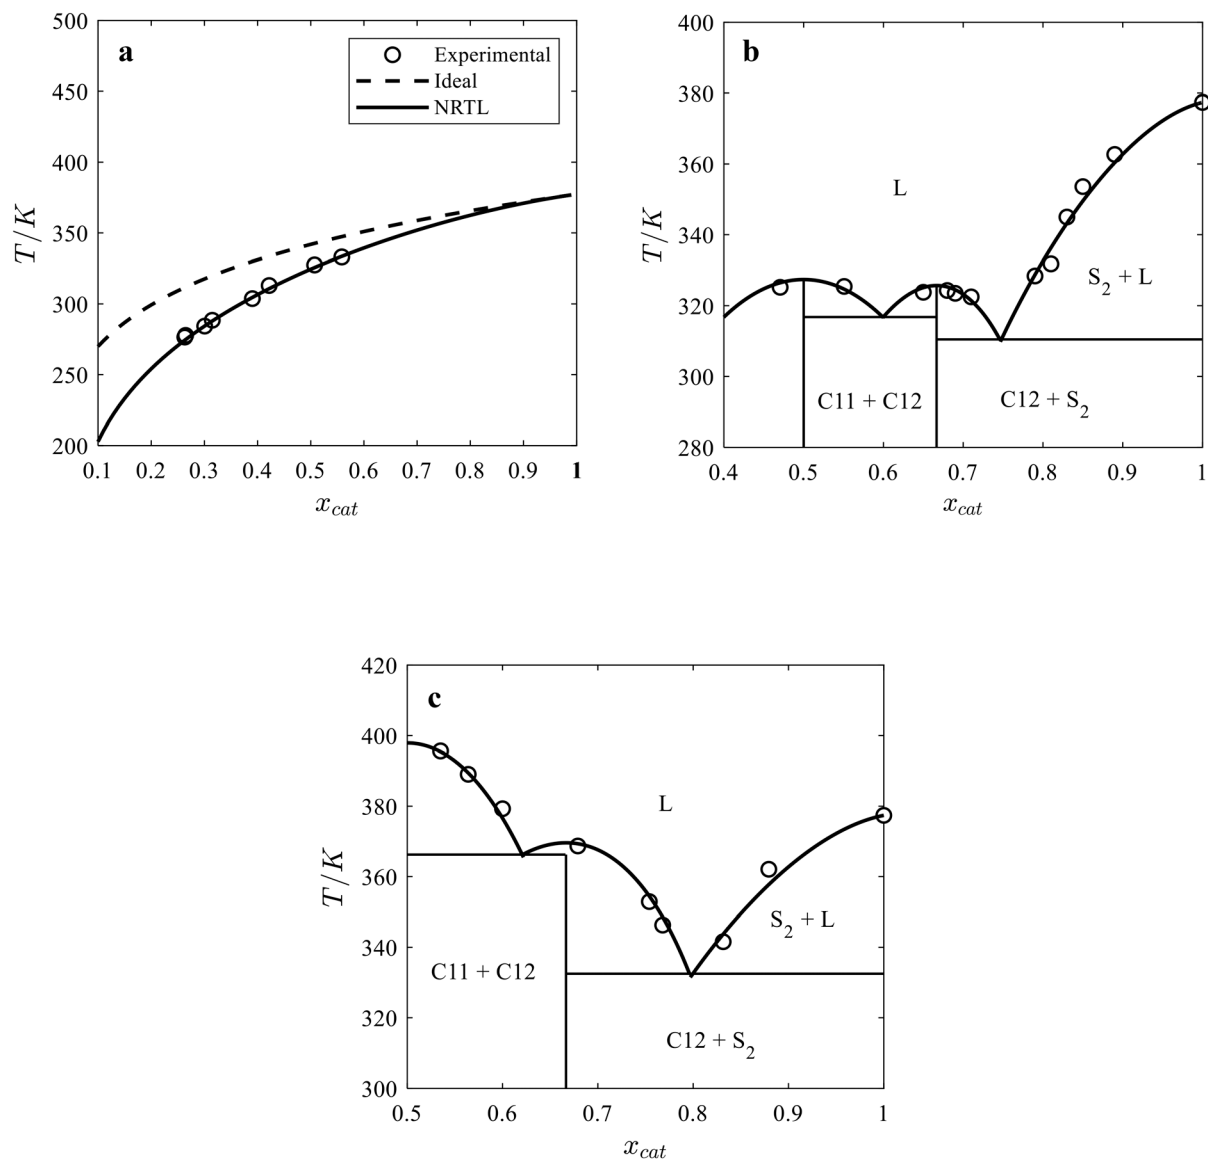 a
Experimental
Ideal
NRTL
500
450
400
350
300
250
200
T/K
0.1 0.2 0.3 0.4 0.5 0.6 0.7 0.8 0.9 1
x_cat
b
400
380
360
340
320
300
280
T/K
L
S₂ + L
C11 + C12
C12 + S₂
0.4 0.5 0.6 0.7 0.8 0.9 1
x_cat
c
420
400
380
360
340
320
300
T/K
L
S₂ + L
C11 + C12
C12 + S₂
0.5 0.6 0.7 0.8 0.9 1
x_cat